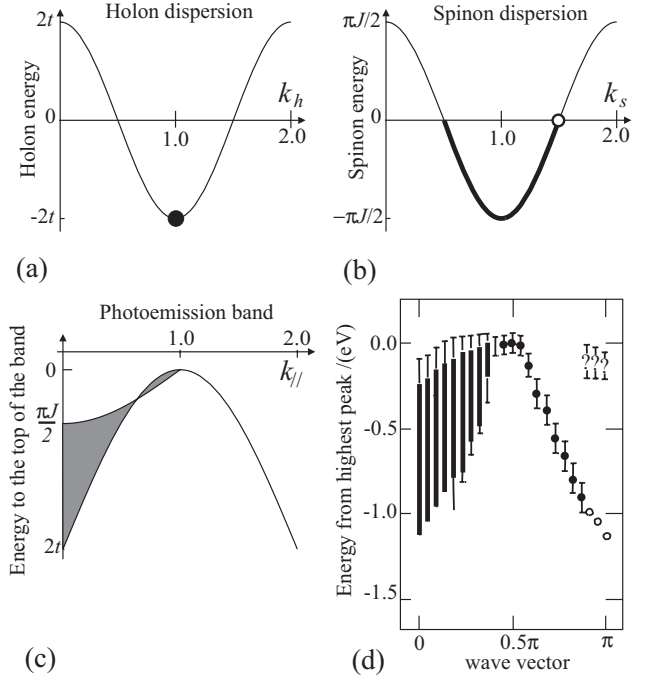 Holon dispersion
2t
Holon energy
0
-2t
1.0
2.0
k_h
(a)
Spinon dispersion
πJ/2
Spinon energy
0
−πJ/2
1.0
2.0
k_s
(b)
Photoemission band
1.0
2.0
k_//
Energy to the top of the band
0
πJ
2
2t
(c)
Energy from highest peak /(eV)
0.0
-0.5
-1.0
-1.5
???
0
0.5π
π
wave vector
(d)